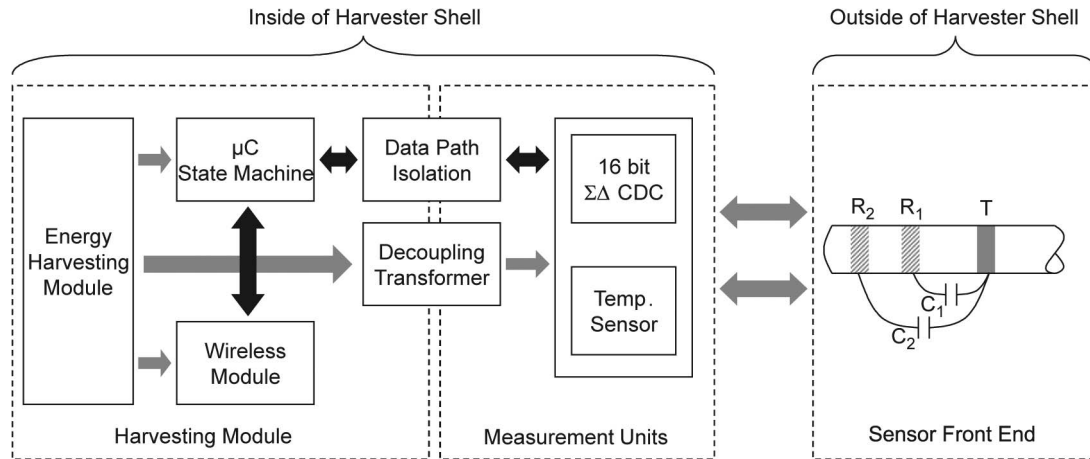 Inside of Harvester Shell
Outside of Harvester Shell
Energy
Harvesting
Module
µC
State Machine
Data Path
Isolation
16 bit
ΣΔ CDC
Decoupling
Transformer
Temp.
Sensor
Wireless
Module
R2
R1
T
C1
C2
Harvesting Module
Measurement Units
Sensor Front End